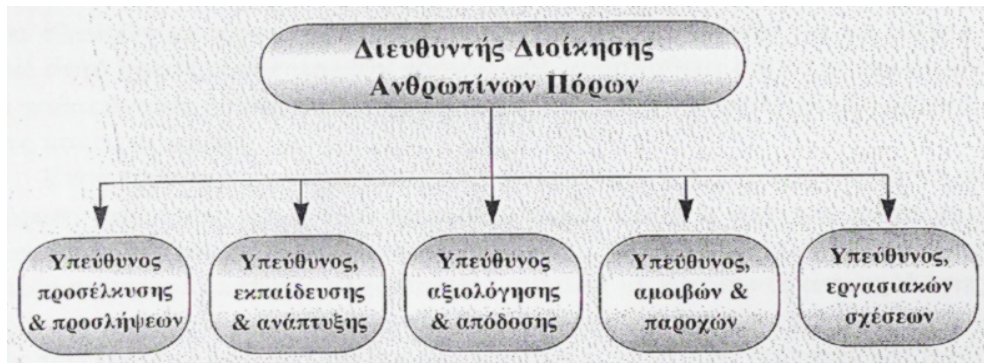 Διευθυντής Διοίκησης
Ανθρωπίνων Πόρων
Υπεύθυνος
προσέλκυσης
& προσλήψεων
Υπεύθυνος,
εκπαίδευσης
& ανάπτυξης
Υπεύθυνος
αξιολόγησης
& απόδοσης
Υπεύθυνος,
αμοιβών &
παροχών
Υπεύθυνος,
εργασιακών
σχέσεων